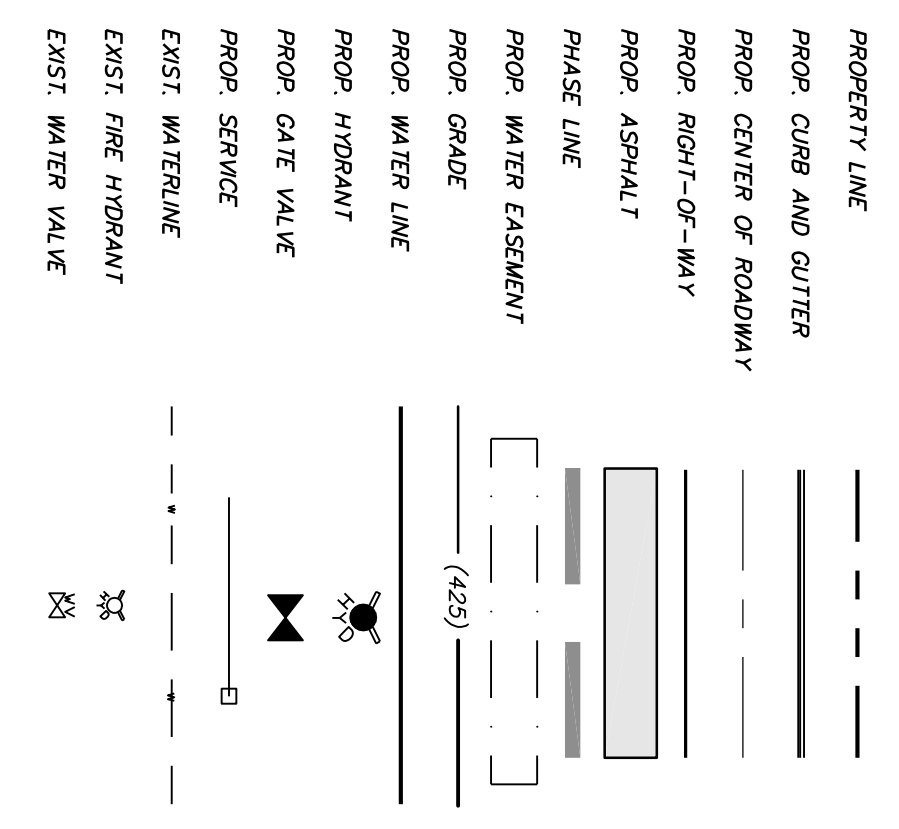 PROPERTY LINE
PROP. CURB AND GUTTER
PROP. CENTER OF ROADWAY
PROP. RIGHT-OF-WAY
PROP. ASPHALT
PHASE LINE
PROP. WATER EASEMENT
PROP. GRADE
(425)
PROP. WATER LINE
PROP. HYDRANT
HYD
PROP. GATE VALVE
PROP. SERVICE
EXIST. WATERLINE
W
W
EXIST. FIRE HYDRANT
HYD
EXIST. WATER VALVE
WV